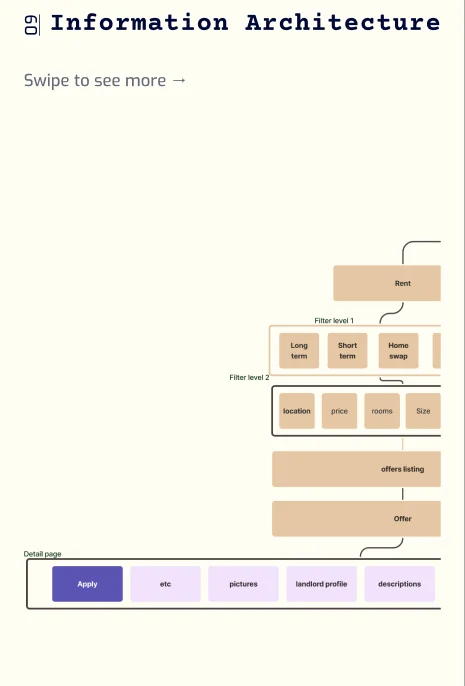 09 Information Architecture
Swipe to see more →
Rent
Filter level 1
Long term
Short term
Home swap
Filter level 2
location
price
rooms
Size
offers listing
Offer
Detail page
Apply
etc
pictures
landlord profile
descriptions